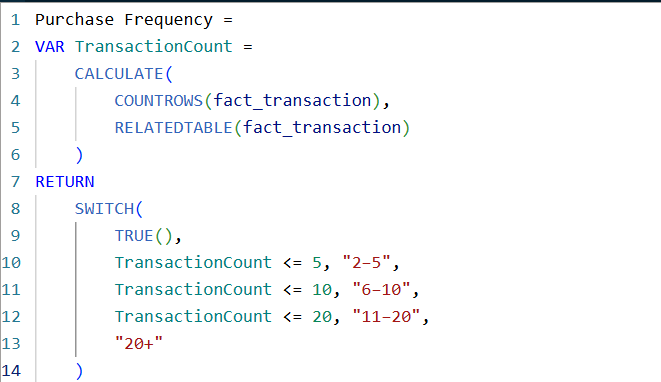 1 Purchase Frequency =
2 VAR TransactionCount =
3 CALCULATE(
4 COUNTROWS(fact_transaction),
5 RELATEDTABLE(fact_transaction)
6 )
7 RETURN
8 SWITCH(
9 TRUE(),
10 TransactionCount <= 5, "2–5",
11 TransactionCount <= 10, "6–10",
12 TransactionCount <= 20, "11–20",
13 "20+"
14 )